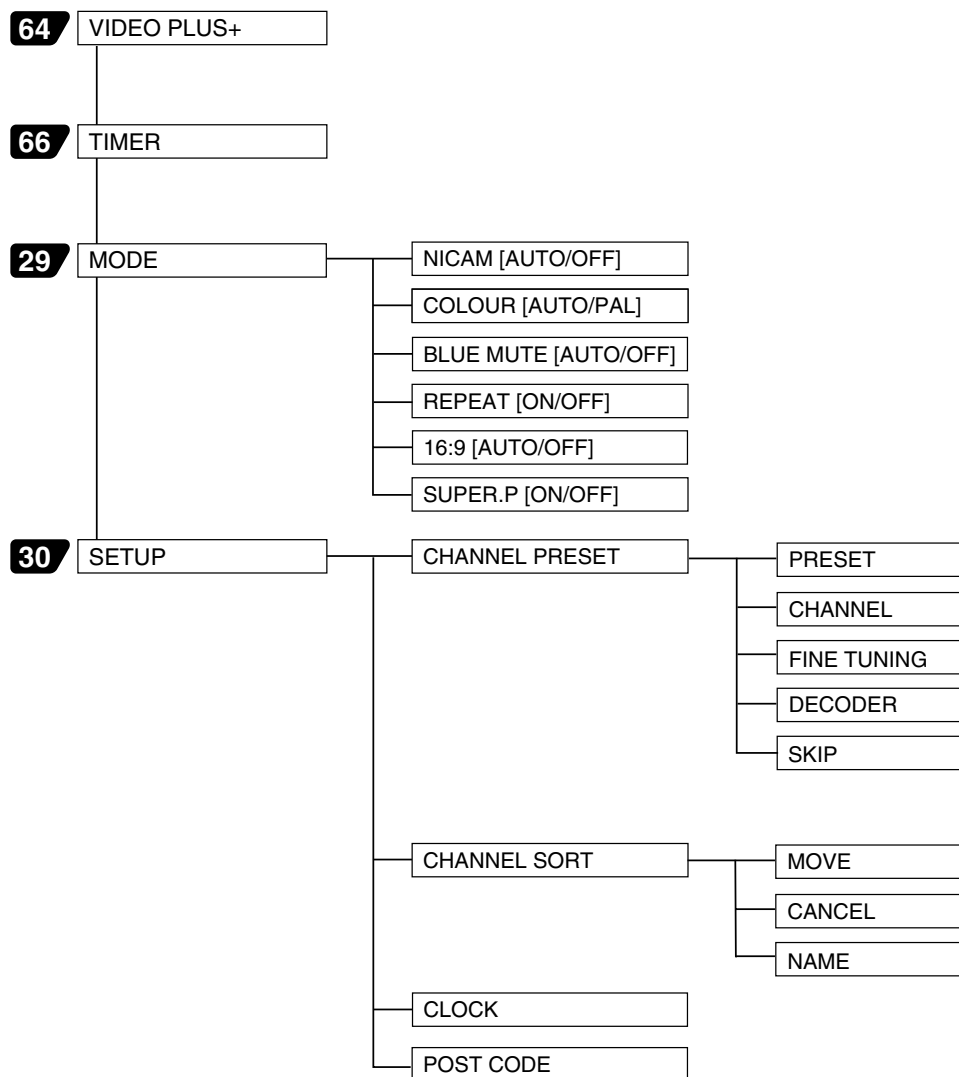 64 VIDEO PLUS+
66 TIMER
29 MODE
NICAM [AUTO/OFF]
COLOUR [AUTO/PAL]
BLUE MUTE [AUTO/OFF]
REPEAT [ON/OFF]
16:9 [AUTO/OFF]
SUPER.P [ON/OFF]
30 SETUP
CHANNEL PRESET
PRESET
CHANNEL
FINE TUNING
DECODER
SKIP
CHANNEL SORT
MOVE
CANCEL
NAME
CLOCK
POST CODE